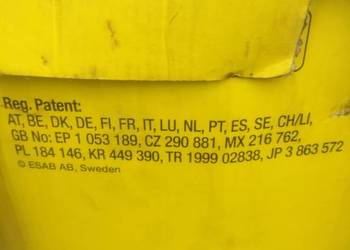 Reg. Patent:
AT, BE, DK, DE, FI, FR, IT, LU, NL, PT, ES, SE, CH/LI,
GB No: EP 1 053 189, CZ 290 881, MX 216 762,
PL 184 146, KR 449 390, TR 1999 02838, JP 3 863 572
© ESAB AB, Sweden